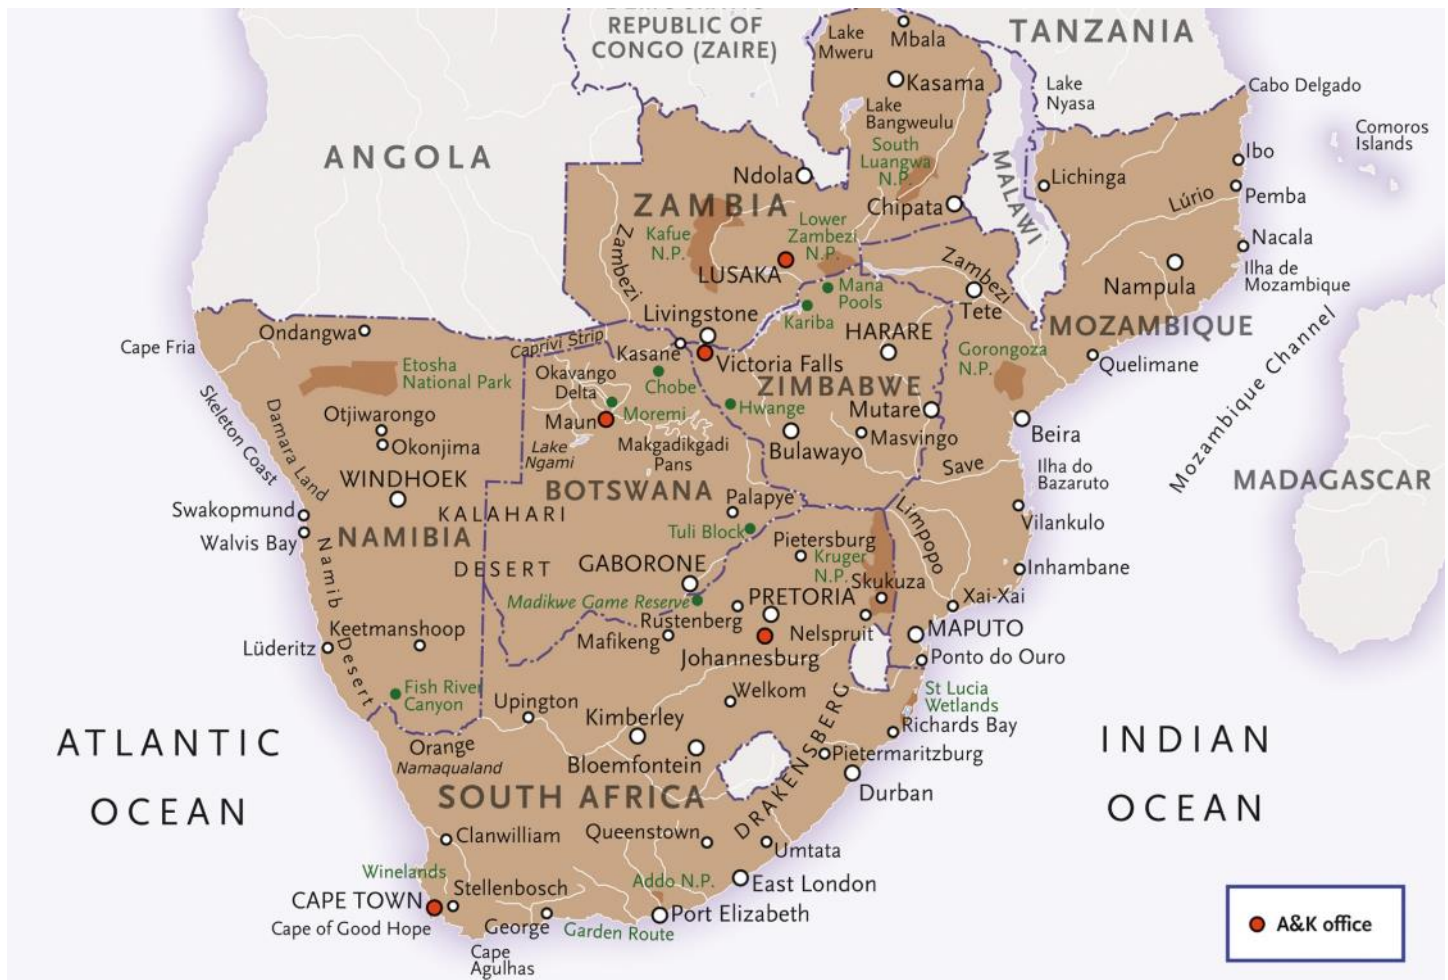 REPUBLIC OF
CONGO (ZAIRE)
TANZANIA
Lake
Mweru
Mbala
Kasama
Lake
Nyasa
Cabo Delgado
Lake
Bangweulu
Comoros
Islands
ANGOLA
South
Luangwa
N.P.
MALAWI
Ibo
Ndola
Lichinga
Pemba
Lúrio
ZAMBIA
Chipata
Kafue
N.P.
Lower
Zambezi
N.P.
Zambezi
Nacala
Zambezi
LUSAKA
Ilha de
Mozambique
Nampula
Mana
Pools
Tete
Kariba
Livingstone
HARARE
MOZAMBIQUE
Mozambique Channel
Ondangwa
Cape Fria
Caprivi Strip
Kasane
Victoria Falls
Gorongoza
N.P.
Quelimane
Etosha
National Park
Okavango
Delta
Chobe
ZIMBABWE
Skeleton Coast
Damara Land
Otjiwarongo
Maun
Moremi
Hwange
Mutare
Okonjima
Masvingo
Beira
Lake
Ngami
Makgadikgadi
Pans
Bulawayo
Save
Ilha do
Bazaruto
WINDHOEK
BOTSWANA
Palapye
MADAGASCAR
Swakopmund
KALAHARI
Limpopo
Vilankulo
Walvis Bay
NAMIBIA
Tuli Block
Pietersburg
Kruger
N.P.
DESERT
GABORONE
Inhambane
Skukuza
Namib Desert
Madikwe Game Reserve
PRETORIA
Xai-Xai
Keetmanshoop
Rustenberg
Nelspruit
MAPUTO
Lüderitz
Mafikeng
Johannesburg
Ponto do Ouro
Fish River
Canyon
Upington
Welkom
St Lucia
Wetlands
Kimberley
Richards Bay
ATLANTIC
OCEAN
Orange
Namaqualand
Bloemfontein
DRAKENSBERG
Pietermaritzburg
INDIAN
OCEAN
SOUTH AFRICA
Durban
Clanwilliam
Queenstown
Umtata
Winelands
Stellenbosch
Addo N.P.
East London
CAPE TOWN
Port Elizabeth
Cape of Good Hope
George
Garden Route
Cape
Agulhas
A&K office